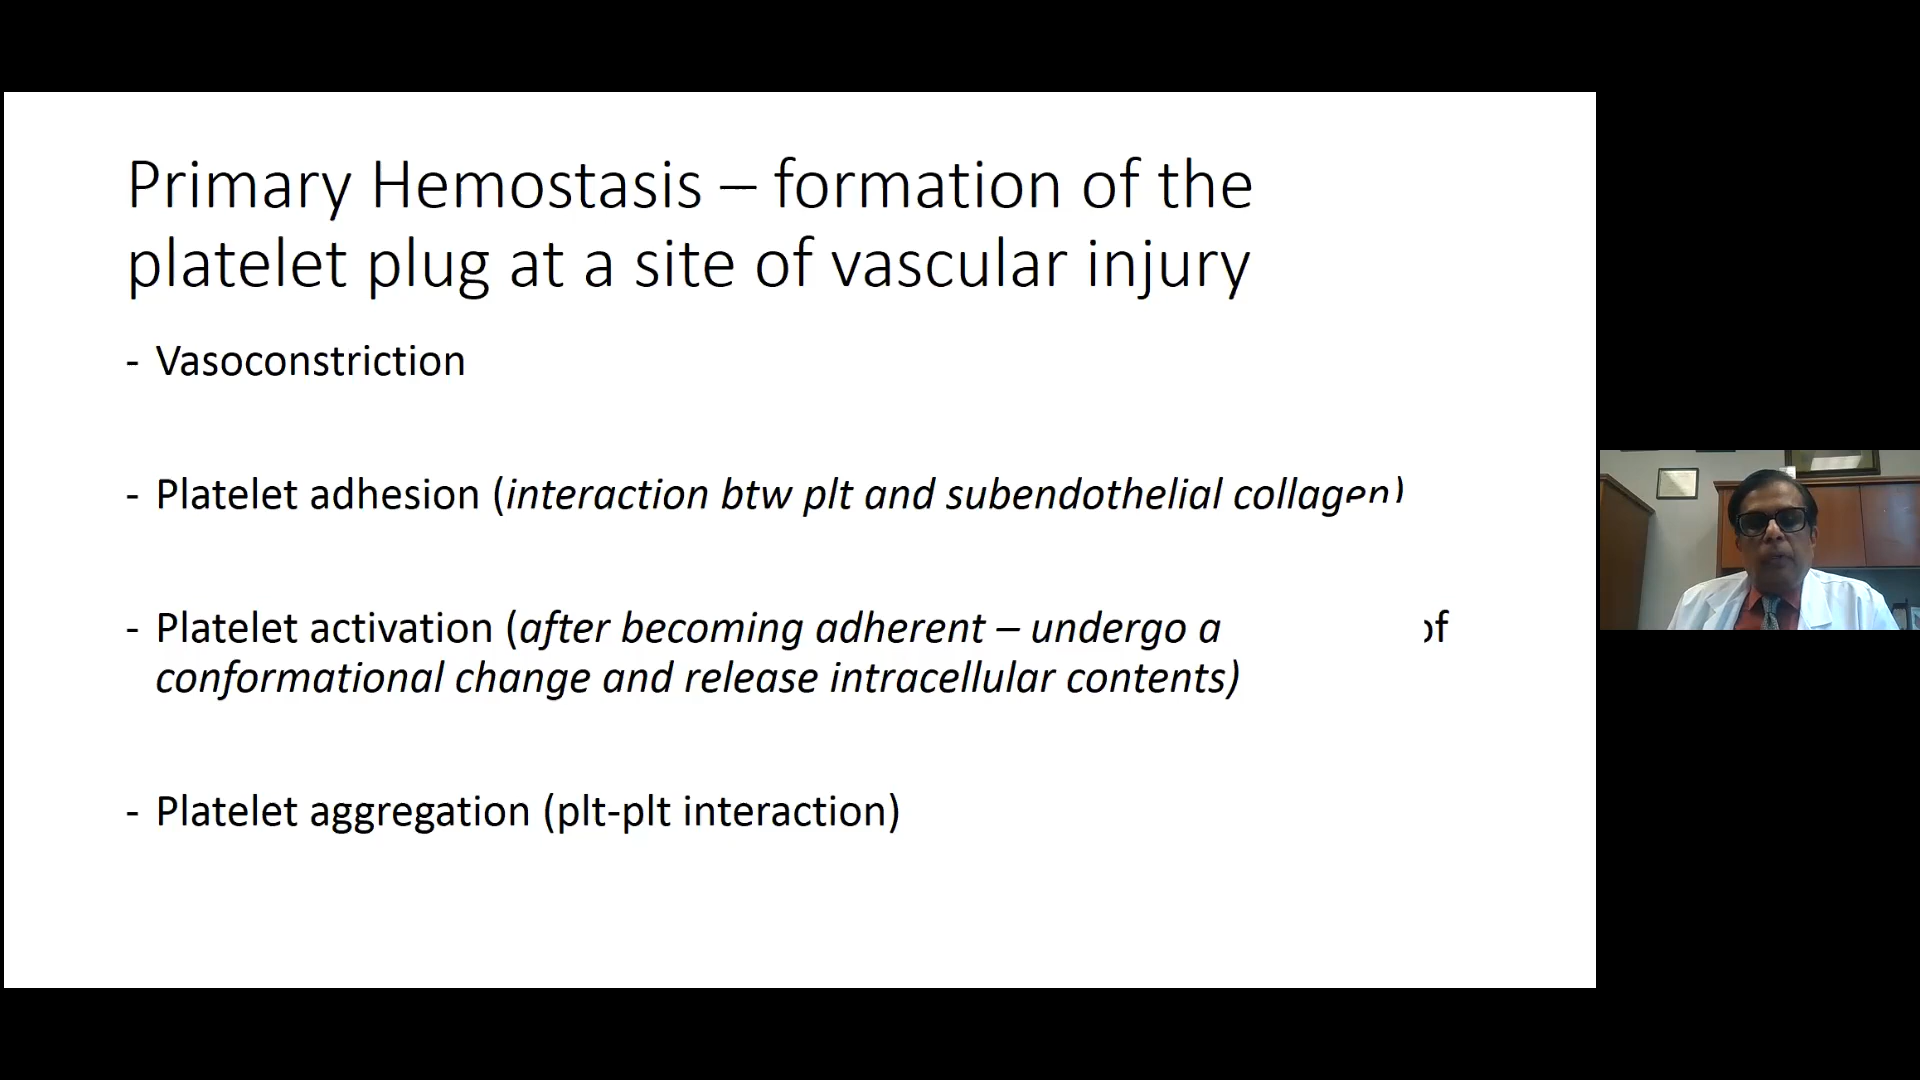 Primary Hemostasis – formation of the
platelet plug at a site of vascular injury
- Vasoconstriction
- Platelet adhesion (interaction btw plt and subendothelial collagen)
- Platelet activation (after becoming adherent – undergo a of
conformational change and release intracellular contents)
- Platelet aggregation (plt-plt interaction)